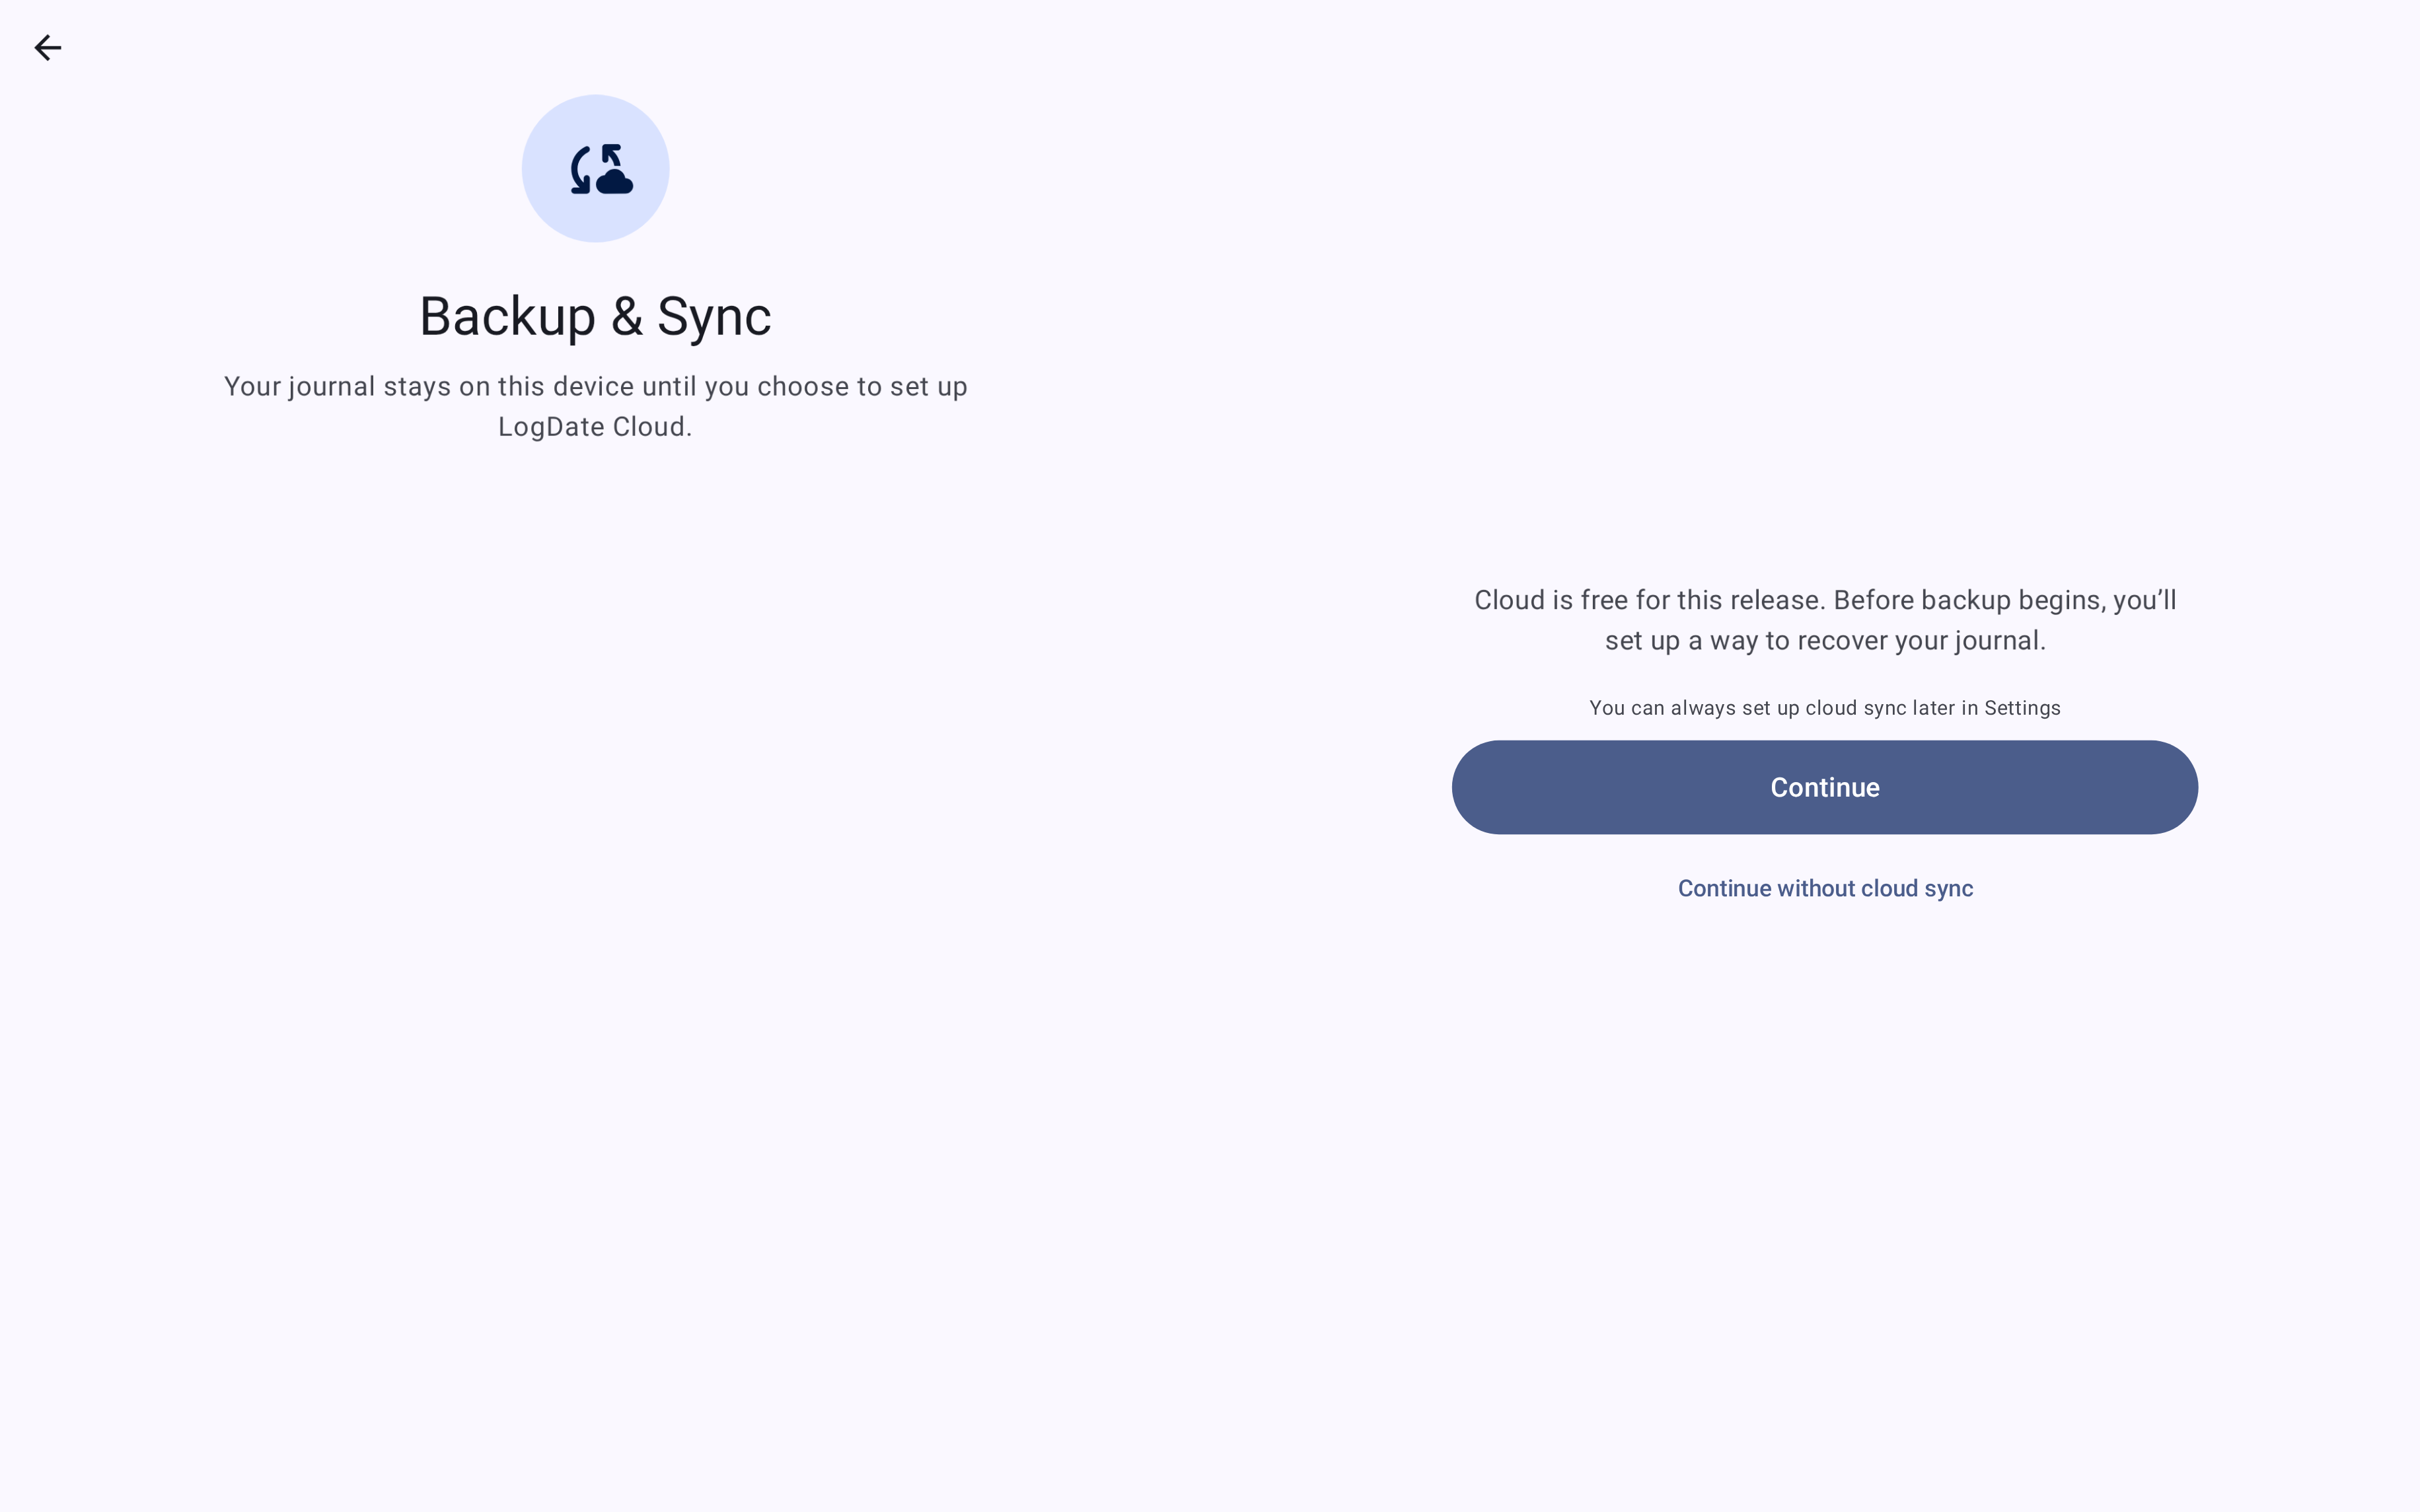 Backup & Sync
Your journal stays on this device until you choose to set up
LogDate Cloud.
Cloud is free for this release. Before backup begins, you’ll
set up a way to recover your journal.
You can always set up cloud sync later in Settings
Continue
Continue without cloud sync